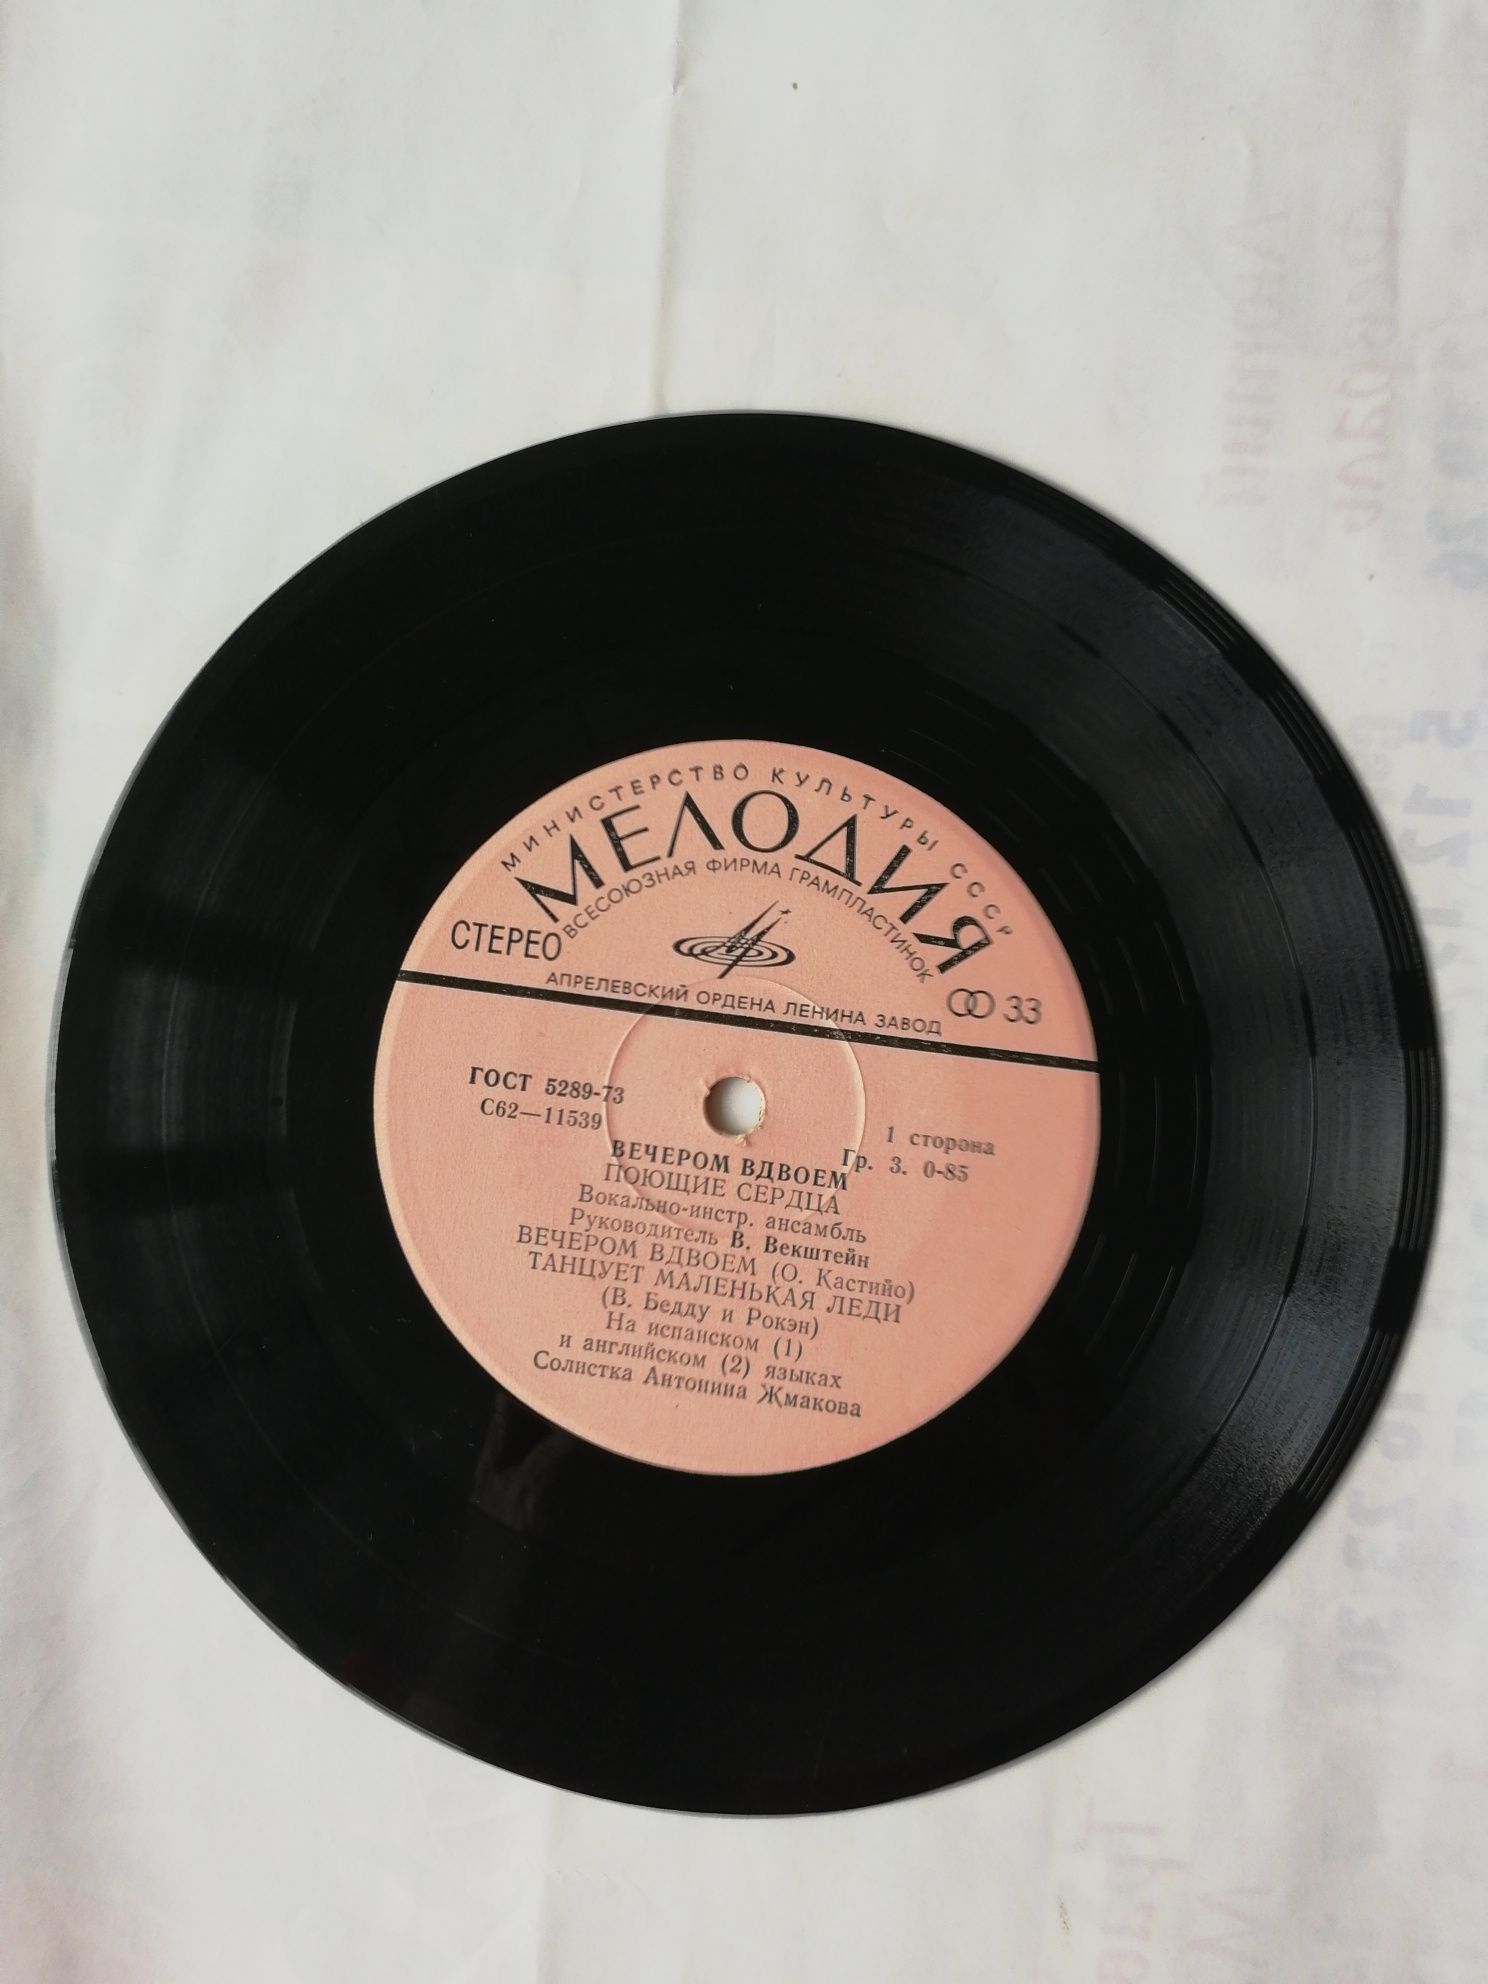 МИНИСТЕРСТВО КУЛЬТУРЫ СССР
МЕЛОДИЯ
ВСЕСОЮЗНАЯ ФИРМА ГРАМПЛАСТИНОК
СТЕРЕО
33
АПРЕЛЕВСКИЙ ОРДЕНА ЛЕНИНА ЗАВОД
ГОСТ 5289-73
С62—11539
1 сторона
Гр. 3. 0-85
ВЕЧЕРОМ ВДВОЕМ
ПОЮЩИЕ СЕРДЦА
Вокально-инстр. ансамбль
Руководитель В. Векштейн
ВЕЧЕРОМ ВДВОЕМ (О. Кастийо)
ТАНЦУЕТ МАЛЕНЬКАЯ ЛЕДИ
(В. Бедду и Рокэн)
На испанском (1)
и английском (2) языках
Солистка Антонина Жмакова